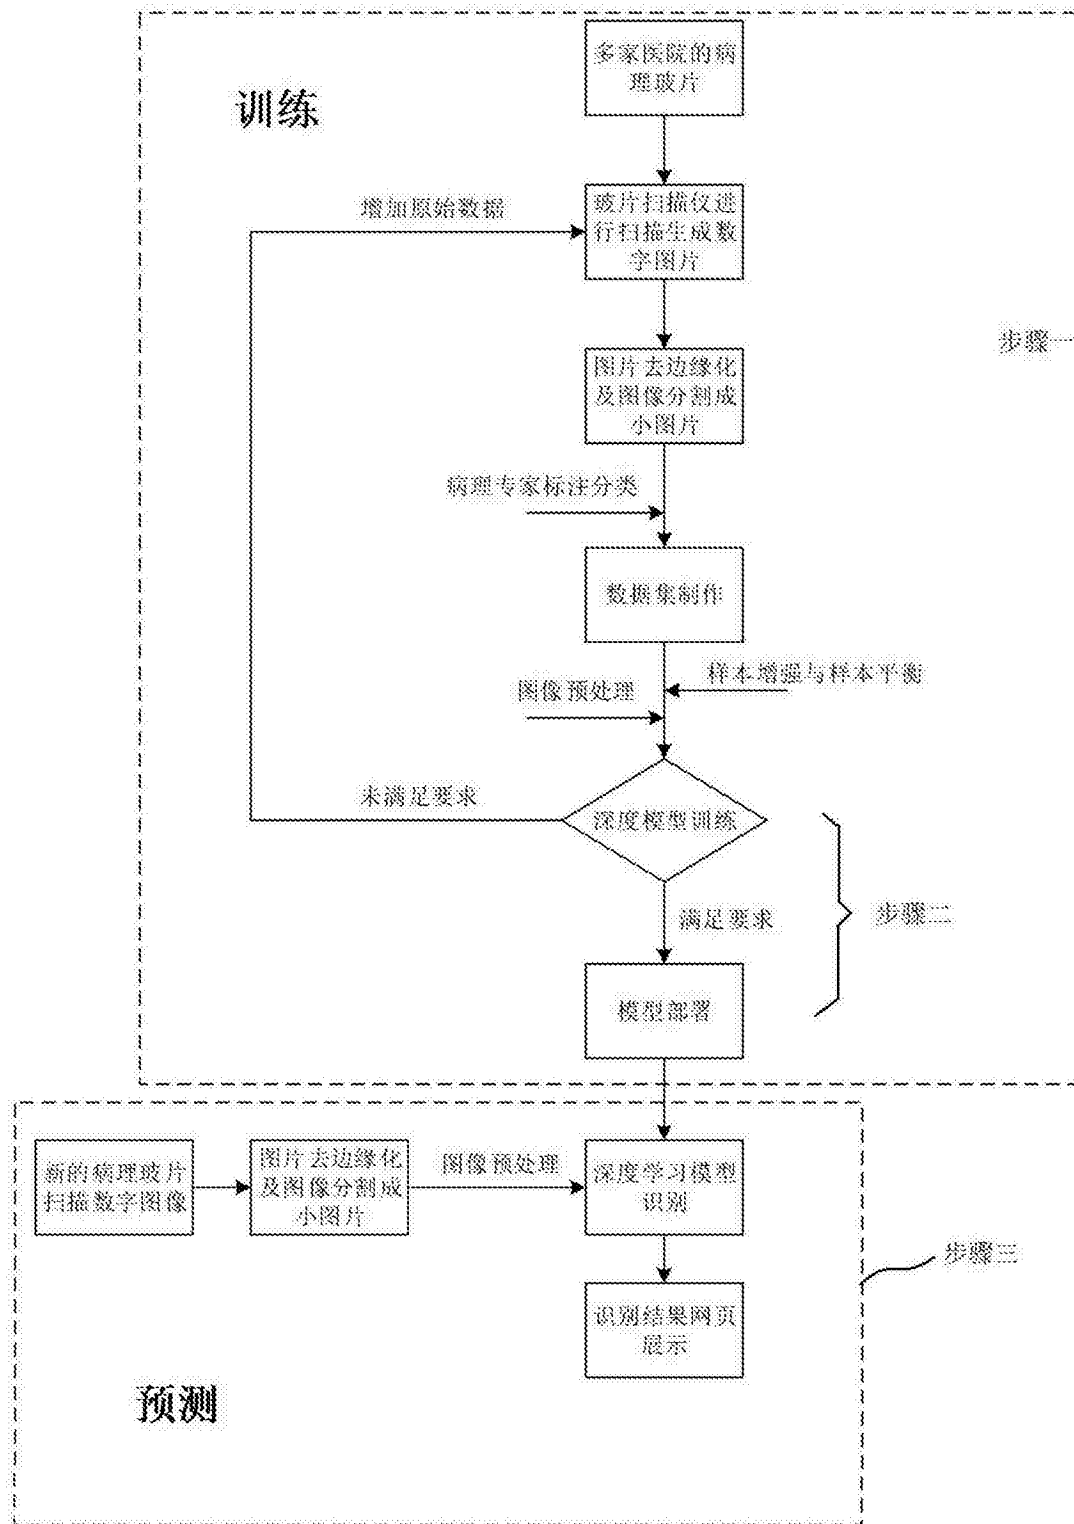 多家医院的病
理玻片
训练
增加原始数据
玻片扫描仪进
行扫描生成数
字图片
步骤一
图片去边缘化
及图像分割成
小图片
病理专家标注分类
数据集制作
样本增强与样本平衡
图像预处理
未满足要求
深度模型训练
满足要求
步骤二
模型部署
新的病理玻片
扫描数字图像
图片去边缘化
及图像分割成
小图片
图像预处理
深度学习模型
识别
步骤三
识别结果网页
展示
预测